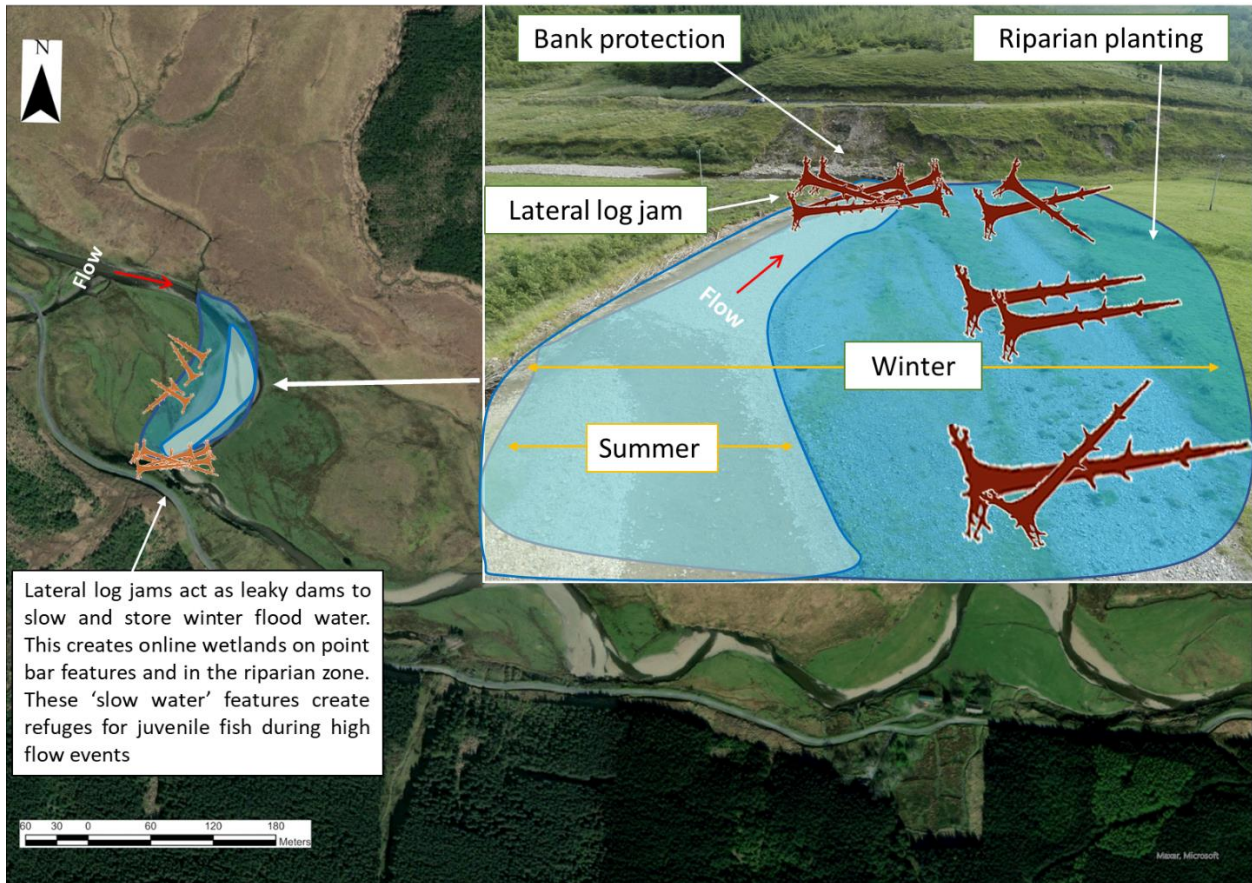 N
Flow
Bank protection
Riparian planting
Lateral log jam
Flow
Winter
Summer
Lateral log jams act as leaky dams to
slow and store winter flood water.
This creates online wetlands on point
bar features and in the riparian zone.
These ‘slow water’ features create
refuges for juvenile fish during high
flow events
60 30 0 60 120 180
Meters
Maxar, Microsoft